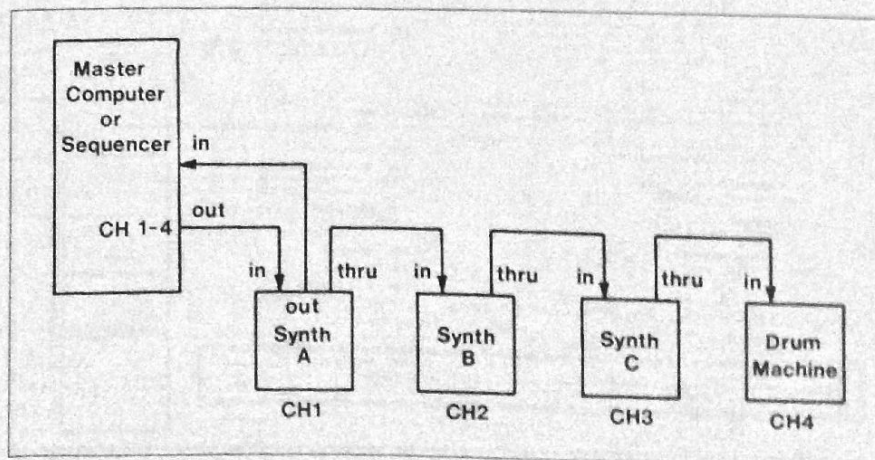 Master
Computer
or
Sequencer
in
CH 1-4
out
in
thru
in
thru
in
thru
in
out
Synth
A
Synth
B
Synth
C
Drum
Machine
CH1
CH2
CH3
CH4